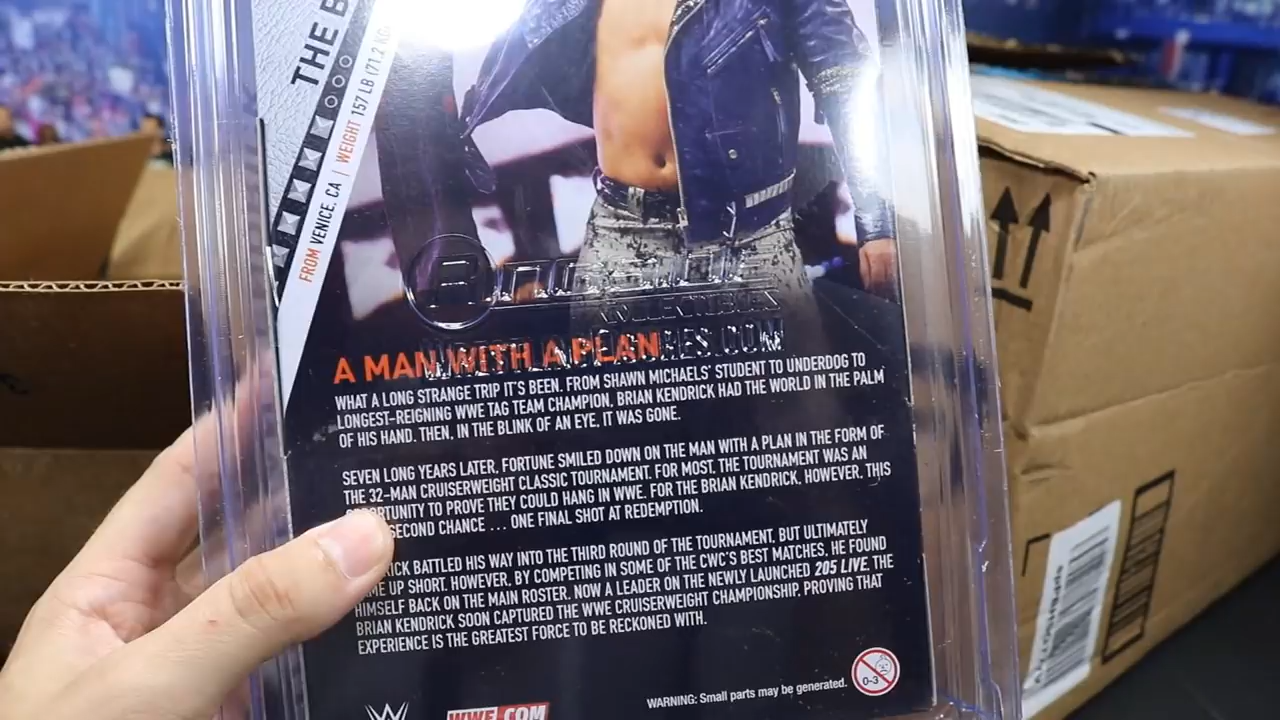 THE B
FROM VENICE, CA | WEIGHT 157 LB (71.2 KG
Ringside
COLLECTIBLES
A MAN WITH A PLAN
WHAT A LONG STRANGE TRIP IT'S BEEN. FROM SHAWN MICHAELS' STUDENT TO UNDERDOG TO
LONGEST-REIGNING WWE TAG TEAM CHAMPION, BRIAN KENDRICK HAD THE WORLD IN THE PALM
OF HIS HAND. THEN, IN THE BLINK OF AN EYE, IT WAS GONE.
SEVEN LONG YEARS LATER, FORTUNE SMILED DOWN ON THE MAN WITH A PLAN IN THE FORM OF
THE 32-MAN CRUISERWEIGHT CLASSIC TOURNAMENT. FOR MOST, THE TOURNAMENT WAS AN
OPPORTUNITY TO PROVE THEY COULD HANG IN WWE. FOR THE BRIAN KENDRICK, HOWEVER, THIS
SECOND CHANCE . . . ONE FINAL SHOT AT REDEMPTION.
RICK BATTLED HIS WAY INTO THE THIRD ROUND OF THE TOURNAMENT, BUT ULTIMATELY
ME UP SHORT. HOWEVER, BY COMPETING IN SOME OF THE CWC'S BEST MATCHES, HE FOUND
HIMSELF BACK ON THE MAIN ROSTER. NOW A LEADER ON THE NEWLY LAUNCHED 205 LIVE, THE
BRIAN KENDRICK SOON CAPTURED THE WWE CRUISERWEIGHT CHAMPIONSHIP, PROVING THAT
EXPERIENCE IS THE GREATEST FORCE TO BE RECKONED WITH.
WARNING: Small parts may be generated.
0-3
WWE.COM